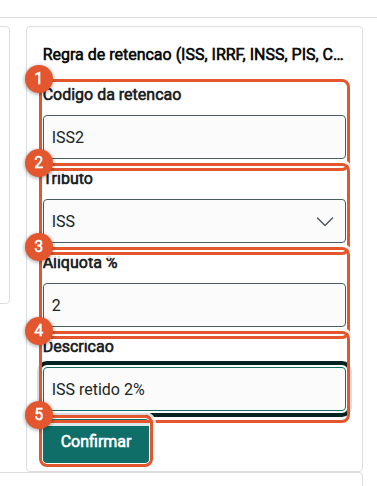 Regra de retencao (ISS, IRRF, INSS, PIS, C...
1
Codigo da retencao
ISS2
2
Tributo
ISS
3
Aliquota %
2
4
Descricao
ISS retido 2%
5
Confirmar